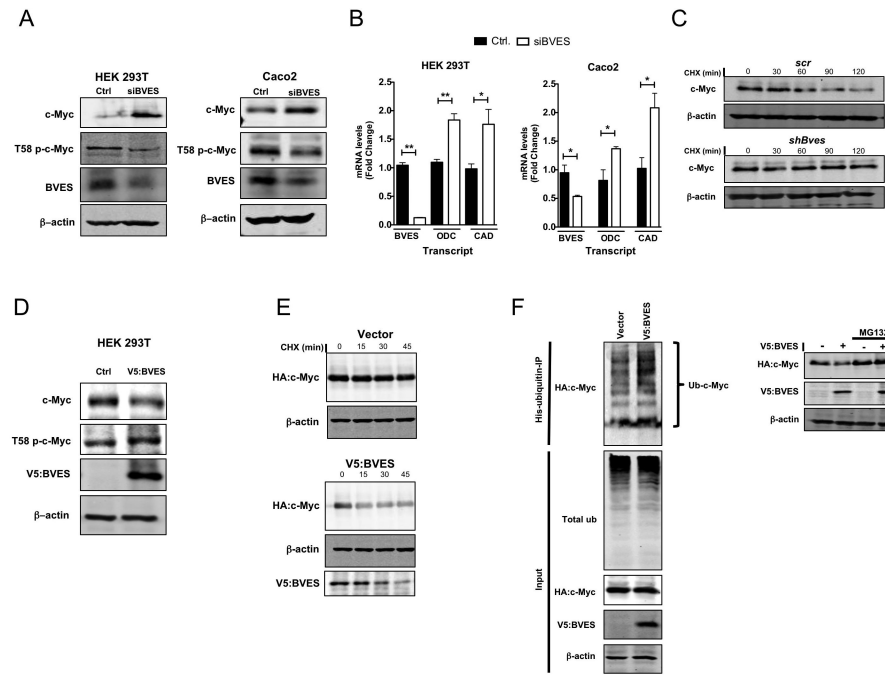 A
HEK 293T
Ctrl siBVES
c-Myc
T58 p-c-Myc
BVES
β–actin
Caco2
Ctrl siBVES
c-Myc
T58 p-c-Myc
BVES
β–actin
B
Ctrl. siBVES
HEK 293T
mRNA levels
(Fold Change)
2.5
2.0
1.5
1.0
0.5
0.0
** ** *
BVES ODC CAD
Transcript
Caco2
mRNA levels
(Fold Change)
2.5
2.0
1.5
1.0
0.5
0.0
* * *
BVES ODC CAD
Transcript
C
scr
CHX (min) 0 30 60 90 120
c-Myc
β-actin
shBves
CHX (min) 0 30 60 90 120
c-Myc
β-actin
D
HEK 293T
Ctrl V5:BVES
c-Myc
T58 p-c-Myc
V5:BVES
β–actin
E
Vector
CHX (min) 0 15 30 45
HA:c-Myc
β-actin
V5:BVES
0 15 30 45
HA:c-Myc
β-actin
V5:BVES
F
Vector
V5:BVES
His-ubiquitin-IP
HA:c-Myc
Ub-c-Myc
Input
Total ub
HA:c-Myc
V5:BVES
β-actin
MG132
V5:BVES - + - +
HA:c-Myc
V5:BVES
β-actin